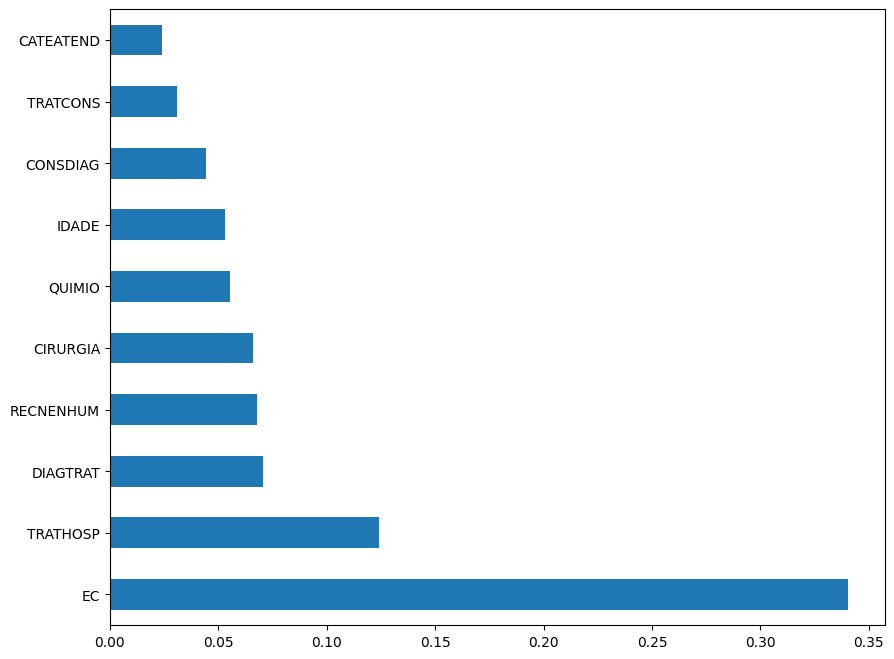 CATEATEND
TRATCONS
CONSDIAG
IDADE
QUIMIO
CIRURGIA
RECNENHUM
DIAGTRAT
TRATHOSP
EC
0.00 0.05 0.10 0.15 0.20 0.25 0.30 0.35